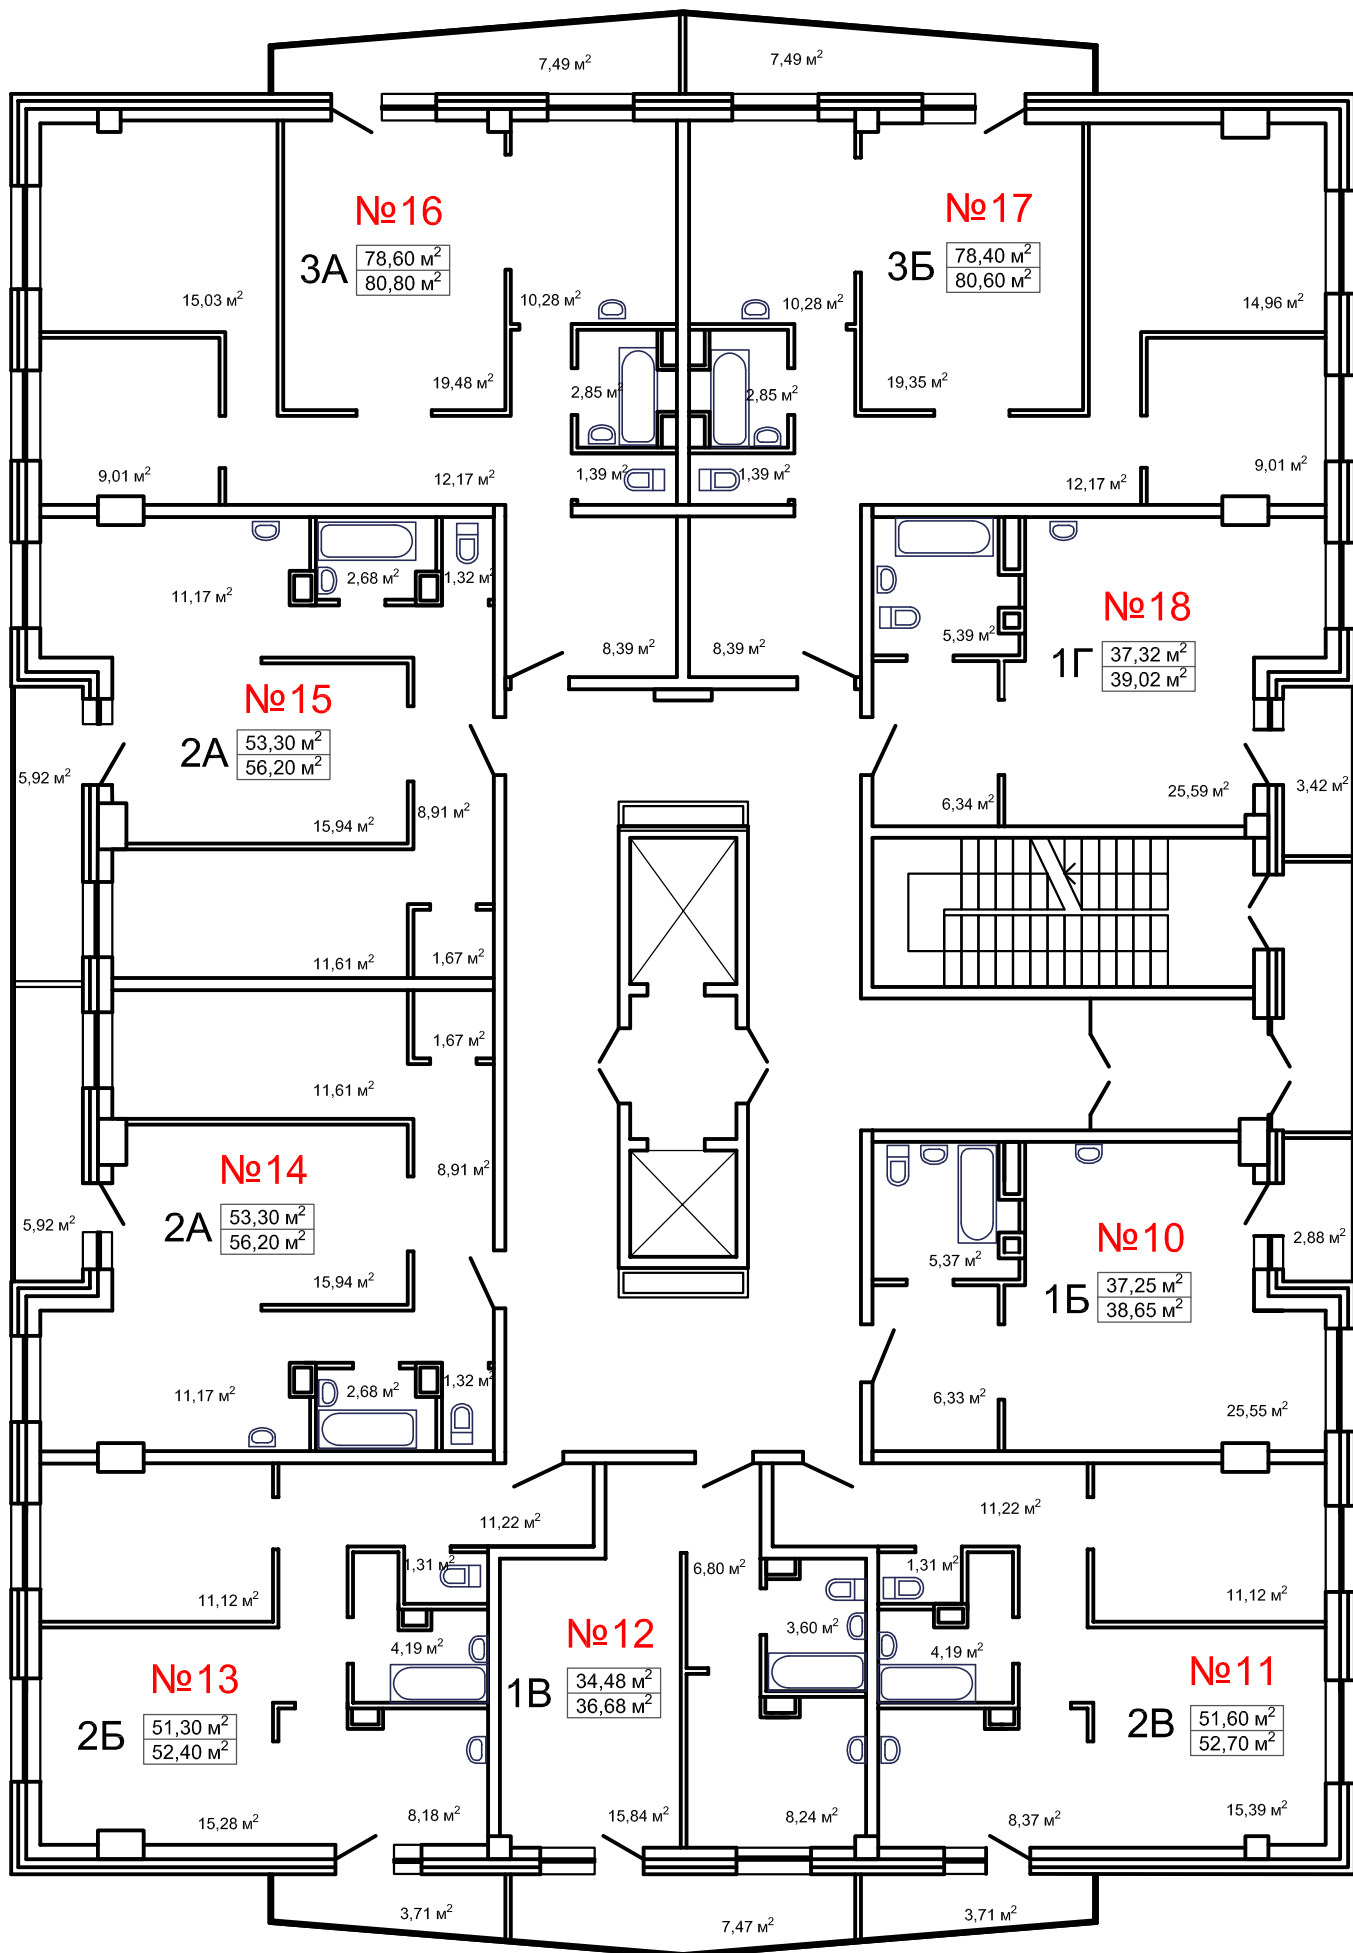 7,49 м²
7,49 м²
№16
3А
78,60 м²
80,80 м²
№17
3Б
78,40 м²
80,60 м²
15,03 м²
10,28 м²
10,28 м²
14,96 м²
19,48 м²
2,85 м²
2,85 м²
19,35 м²
9,01 м²
12,17 м²
1,39 м²
1,39 м²
12,17 м²
9,01 м²
11,17 м²
2,68 м²
1,32 м²
8,39 м²
8,39 м²
5,39 м²
№18
1Г
37,32 м²
39,02 м²
№15
2А
53,30 м²
56,20 м²
5,92 м²
15,94 м²
8,91 м²
6,34 м²
25,59 м²
3,42 м²
11,61 м²
1,67 м²
1,67 м²
11,61 м²
№14
2А
53,30 м²
56,20 м²
8,91 м²
5,92 м²
15,94 м²
№10
1Б
37,25 м²
38,65 м²
5,37 м²
2,88 м²
11,17 м²
2,68 м²
1,32 м²
6,33 м²
25,55 м²
11,22 м²
11,22 м²
11,12 м²
1,31 м²
6,80 м²
1,31 м²
11,12 м²
№13
2Б
51,30 м²
52,40 м²
4,19 м²
№12
1В
34,48 м²
36,68 м²
3,60 м²
4,19 м²
№11
2В
51,60 м²
52,70 м²
15,28 м²
8,18 м²
15,84 м²
8,24 м²
8,37 м²
15,39 м²
3,71 м²
7,47 м²
3,71 м²